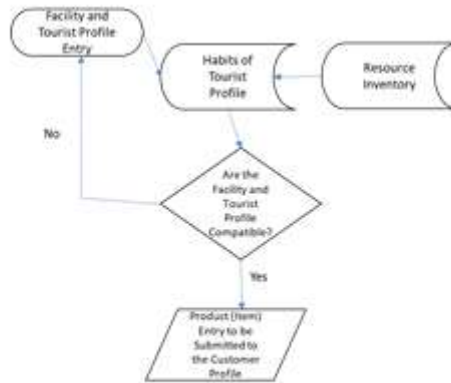 Facility and
Tourist Profile
Entry
Habits of
Tourist
Profile
Resource
Inventory
No
Are the
Facility and
Tourist
Profile
Compatible?
Yes
Product (Item)
Entry to be
Submitted to
the Customer
Profile